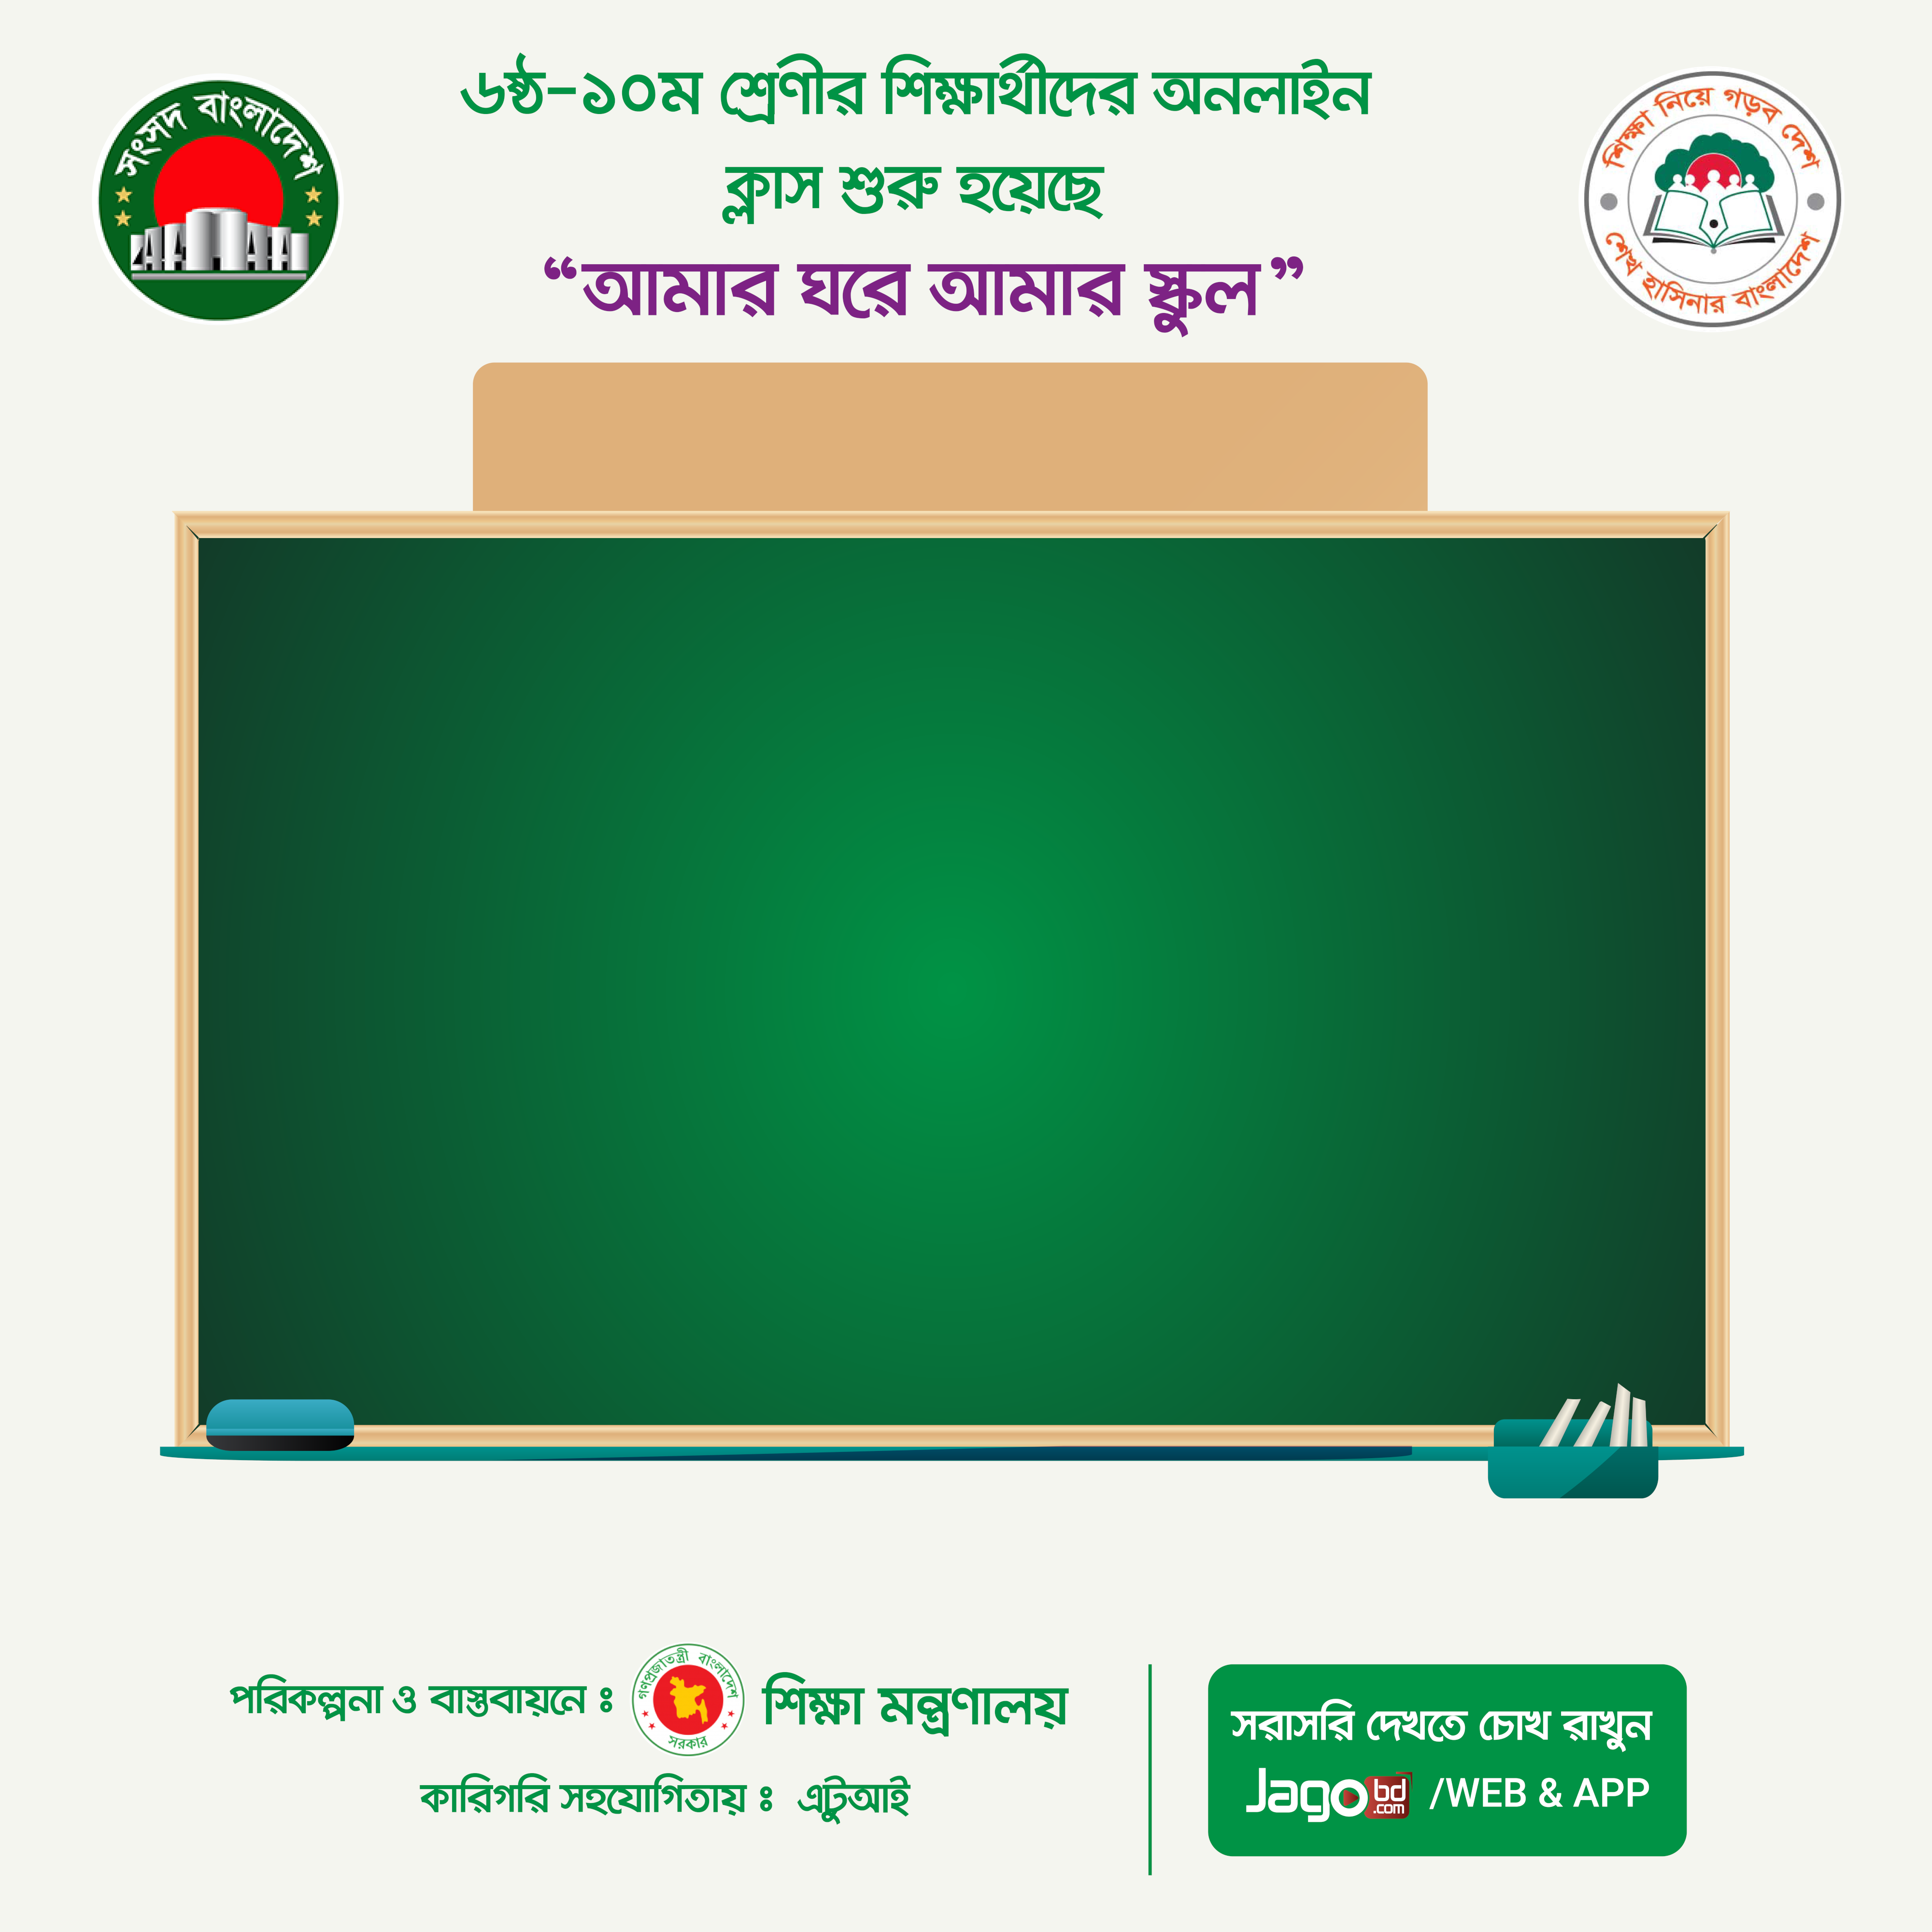 সংসদ বাংলাদেশ
৬ষ্ঠ-১০ম শ্রেণীর শিক্ষার্থীদের অনলাইন
ক্লাস শুরু হয়েছে
“আমার ঘরে আমার স্কুল”
শিক্ষা নিয়ে গড়ব দেশ
শেখ হাসিনার বাংলাদেশ
পরিকল্পনা ও বাস্তবায়নে ঃ
গণপ্রজাতন্ত্রী বাংলাদেশ
সরকার
শিক্ষা মন্ত্রণালয়
কারিগরি সহযোগিতায় ঃ এটুআই
সরাসরি দেখতে চোখ রাখুন
Jagobd.com /WEB & APP